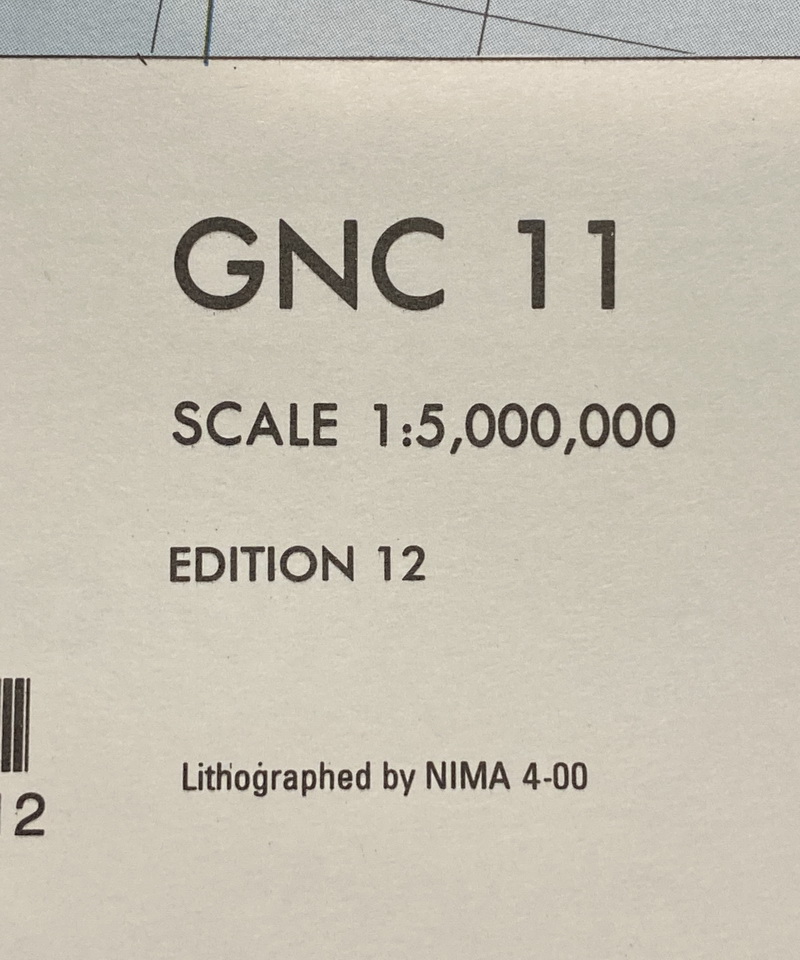 GNC 11
SCALE 1:5,000,000
EDITION 12
Lithographed by NIMA 4-00
12